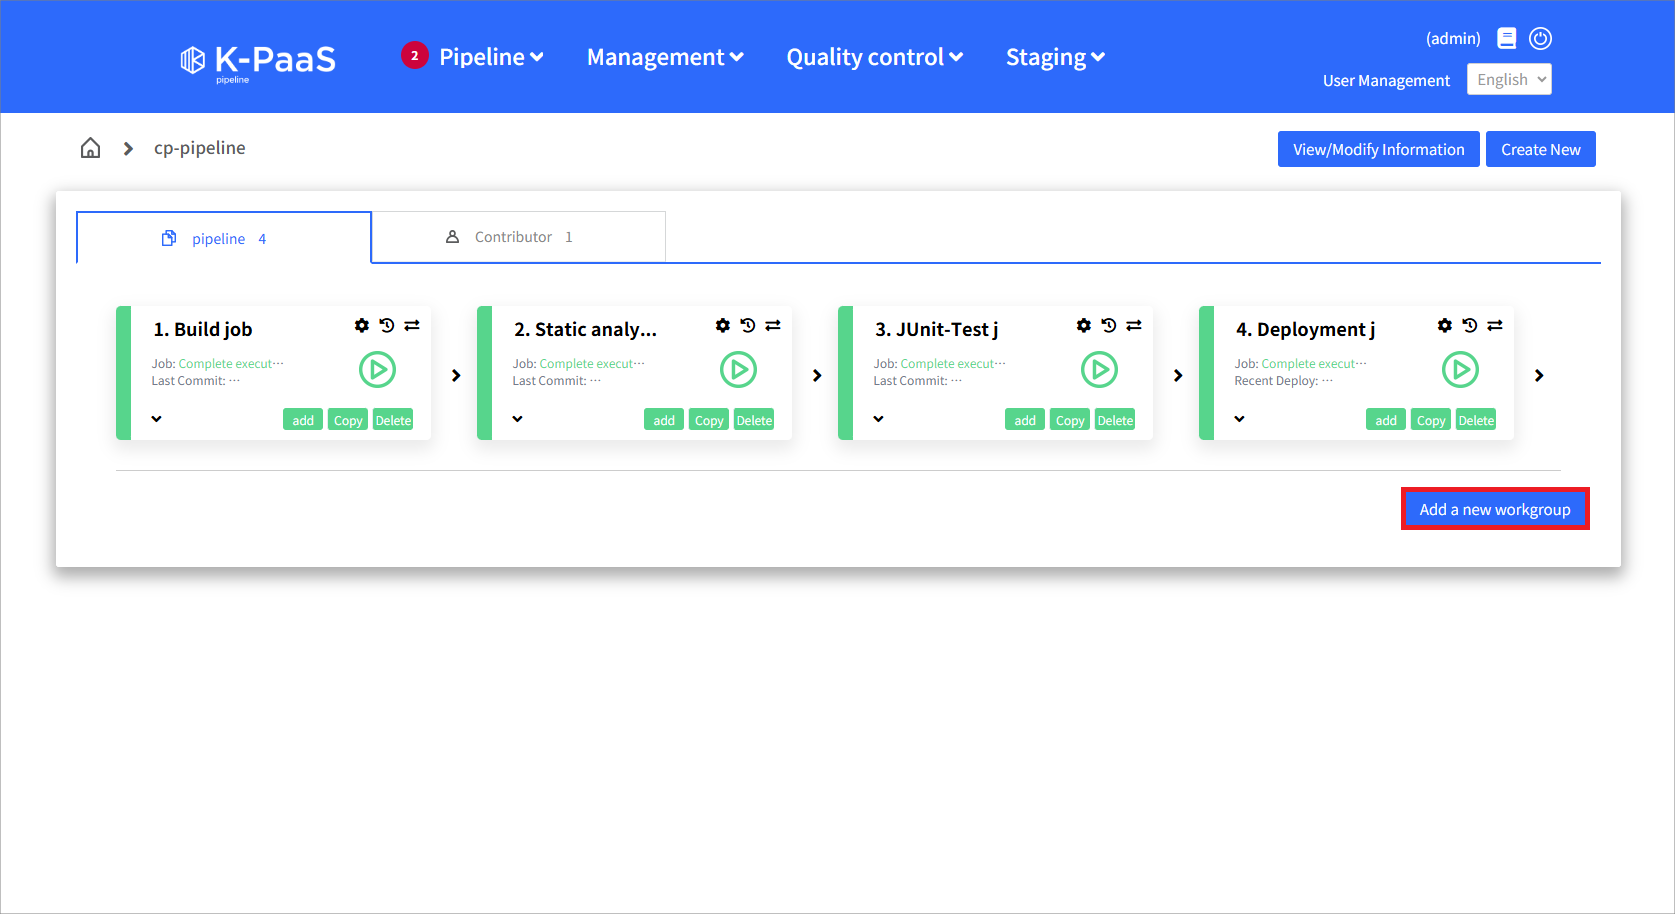 K-PaaS
pipeline
2 Pipeline Management Quality control Staging
(admin)
User Management English
cp-pipeline
View/Modify Information Create New
pipeline 4 Contributor 1
1. Build job
Job: Complete execut···
Last Commit: ···
add Copy Delete
2. Static analy...
Job: Complete execut···
Last Commit: ···
add Copy Delete
3. JUnit-Test j
Job: Complete execut···
Last Commit: ···
add Copy Delete
4. Deployment j
Job: Complete execut···
Recent Deploy: ···
add Copy Delete
Add a new workgroup